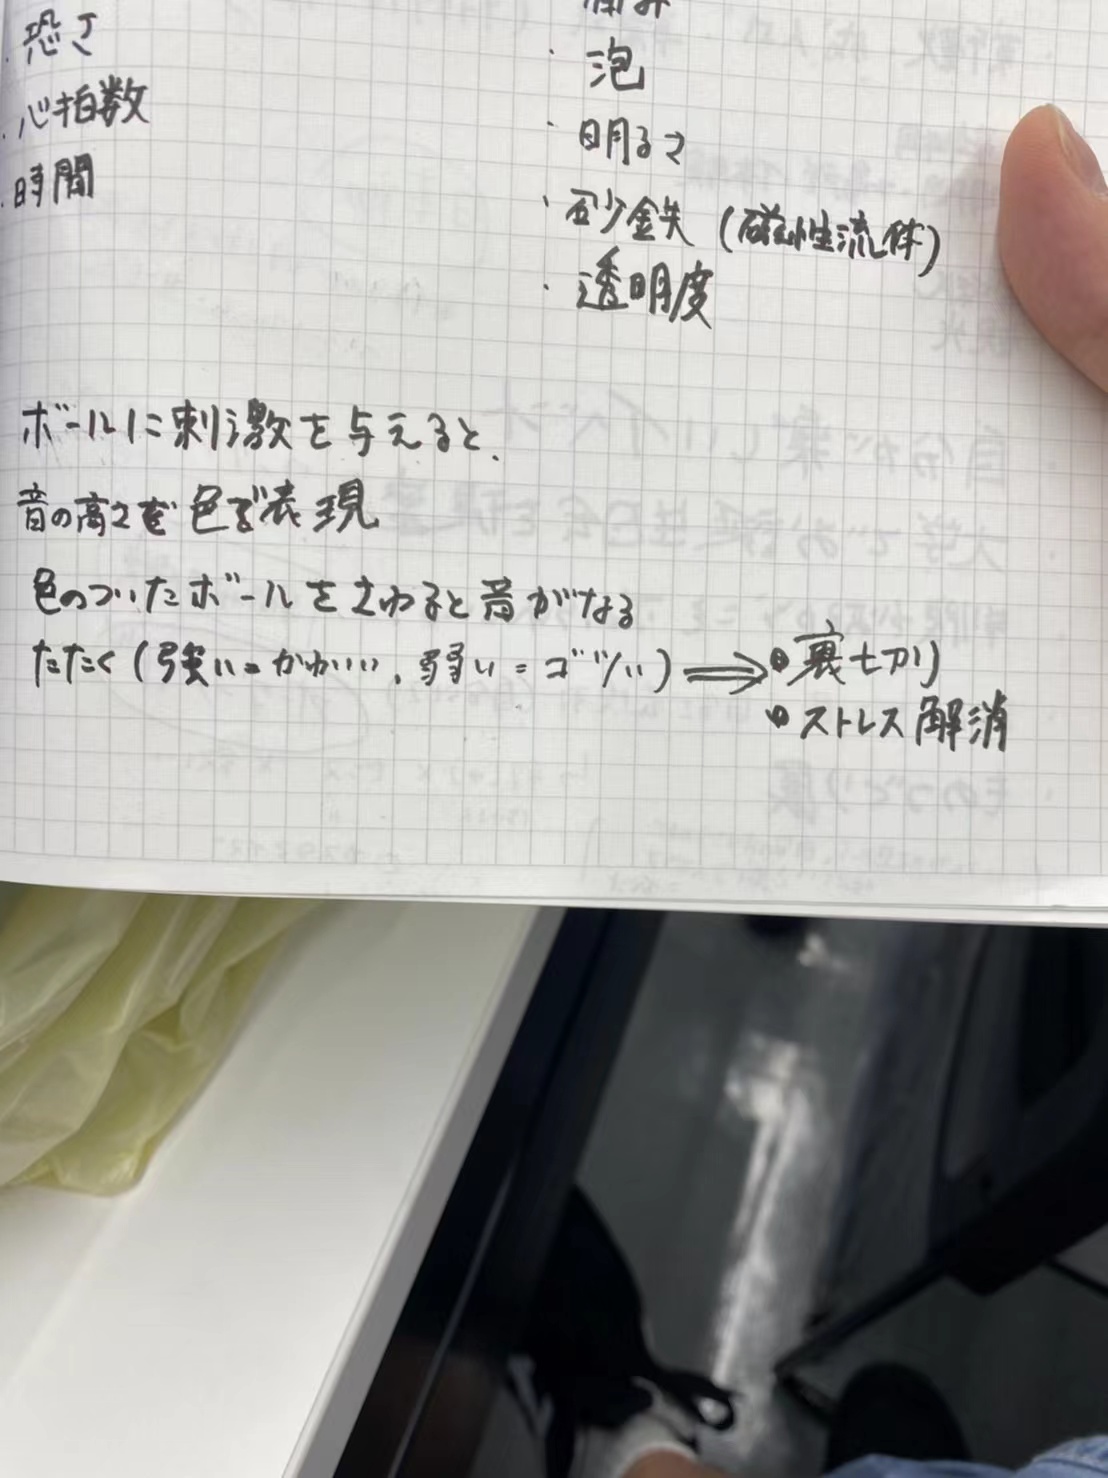 恐さ
・心拍数
・時間
・泡
・明るさ
・砂鉄（磁性流体）
・透明度
ボールに刺激を与えると、
音の高さを色で表現
色のついたボールをさわると音がなる
たたく（強い＝かわいい、弱い＝ゴツい）⇒・裏切り
・ストレス解消